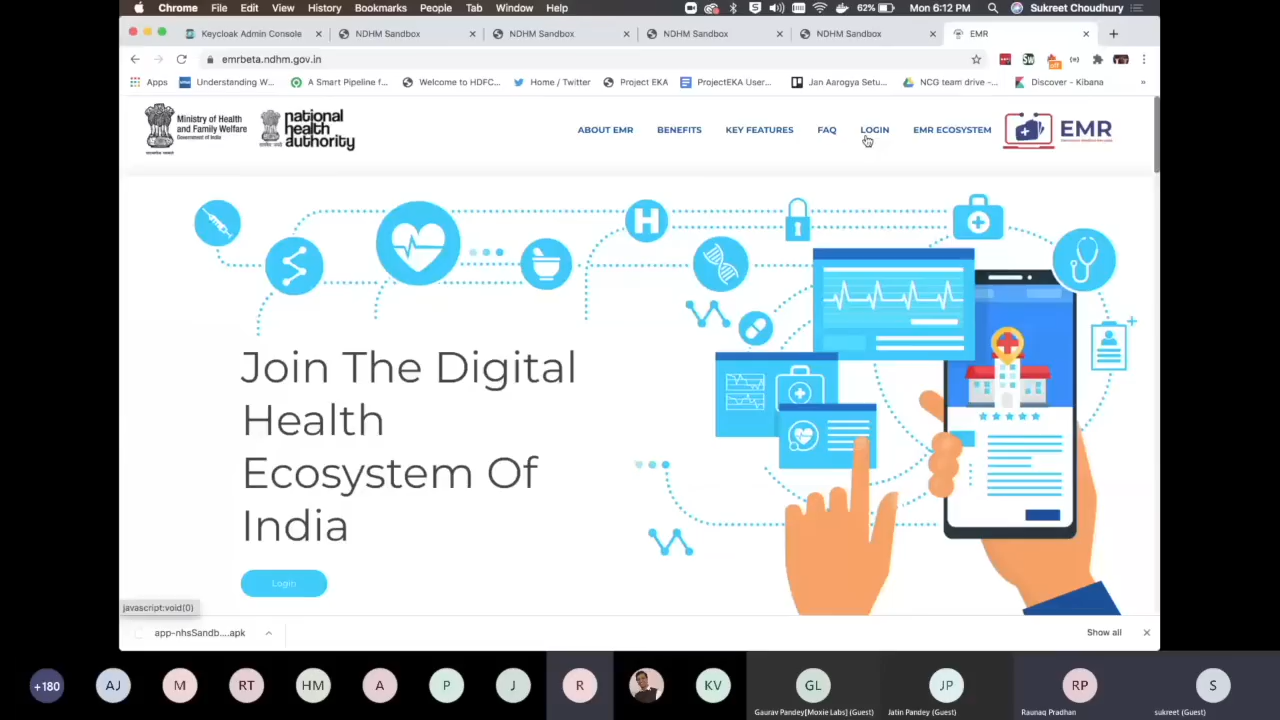 Chrome File Edit View History Bookmarks People Tab Window Help 62% Mon 6:12 PM Sukreet Choudhury
Keycloak Admin Console NDHM Sandbox NDHM Sandbox NDHM Sandbox NDHM Sandbox EMR
emrbeta.ndhm.gov.in
Apps Understanding W... A Smart Pipeline f... Welcome to HDFC... Home / Twitter Project EKA ProjectEKA User... Jan Aarogya Setu... NCG team drive -... Discover - Kibana »
Ministry of Health
and Family Welfare
Government of India
national
health
authority
ABOUT EMR BENEFITS KEY FEATURES FAQ LOGIN EMR ECOSYSTEM EMR
H
Join The Digital
Health
Ecosystem Of
India
Login
javascript:void(0)
app-nhsSandb....apk Show all
+180 AJ M RT HM A P J R KV GL JP RP S
Gaurav Pandey[Moxie Labs] (Guest) Jatin Pandey (Guest) Raunaq Pradhan sukreet (Guest)